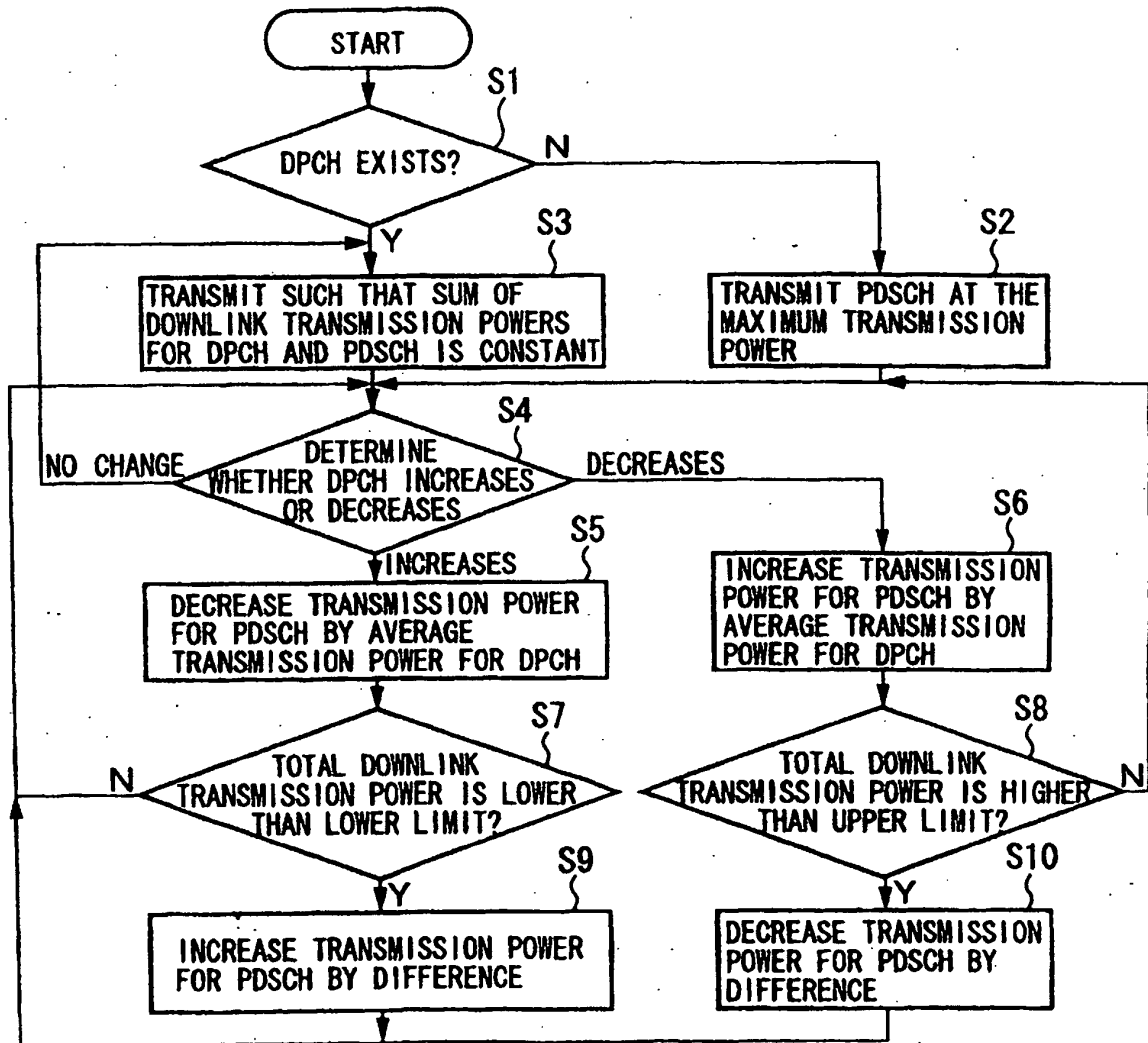 START
S1
DPCH EXISTS?
N
Y
S3
TRANSMIT SUCH THAT SUM OF
DOWNLINK TRANSMISSION POWERS
FOR DPCH AND PDSCH IS CONSTANT
S2
TRANSMIT PDSCH AT THE
MAXIMUM TRANSMISSION
POWER
S4
DETERMINE
WHETHER DPCH INCREASES
OR DECREASES
NO CHANGE
DECREASES
INCREASES
S5
DECREASE TRANSMISSION POWER
FOR PDSCH BY AVERAGE
TRANSMISSION POWER FOR DPCH
S6
INCREASE TRANSMISSION
POWER FOR PDSCH BY
AVERAGE TRANSMISSION
POWER FOR DPCH
S7
TOTAL DOWNLINK
TRANSMISSION POWER IS LOWER
THAN LOWER LIMIT?
N
Y
S8
TOTAL DOWNLINK
TRANSMISSION POWER IS HIGHER
THAN UPPER LIMIT?
N
Y
S9
INCREASE TRANSMISSION POWER
FOR PDSCH BY DIFFERENCE
S10
DECREASE TRANSMISSION
POWER FOR PDSCH BY
DIFFERENCE